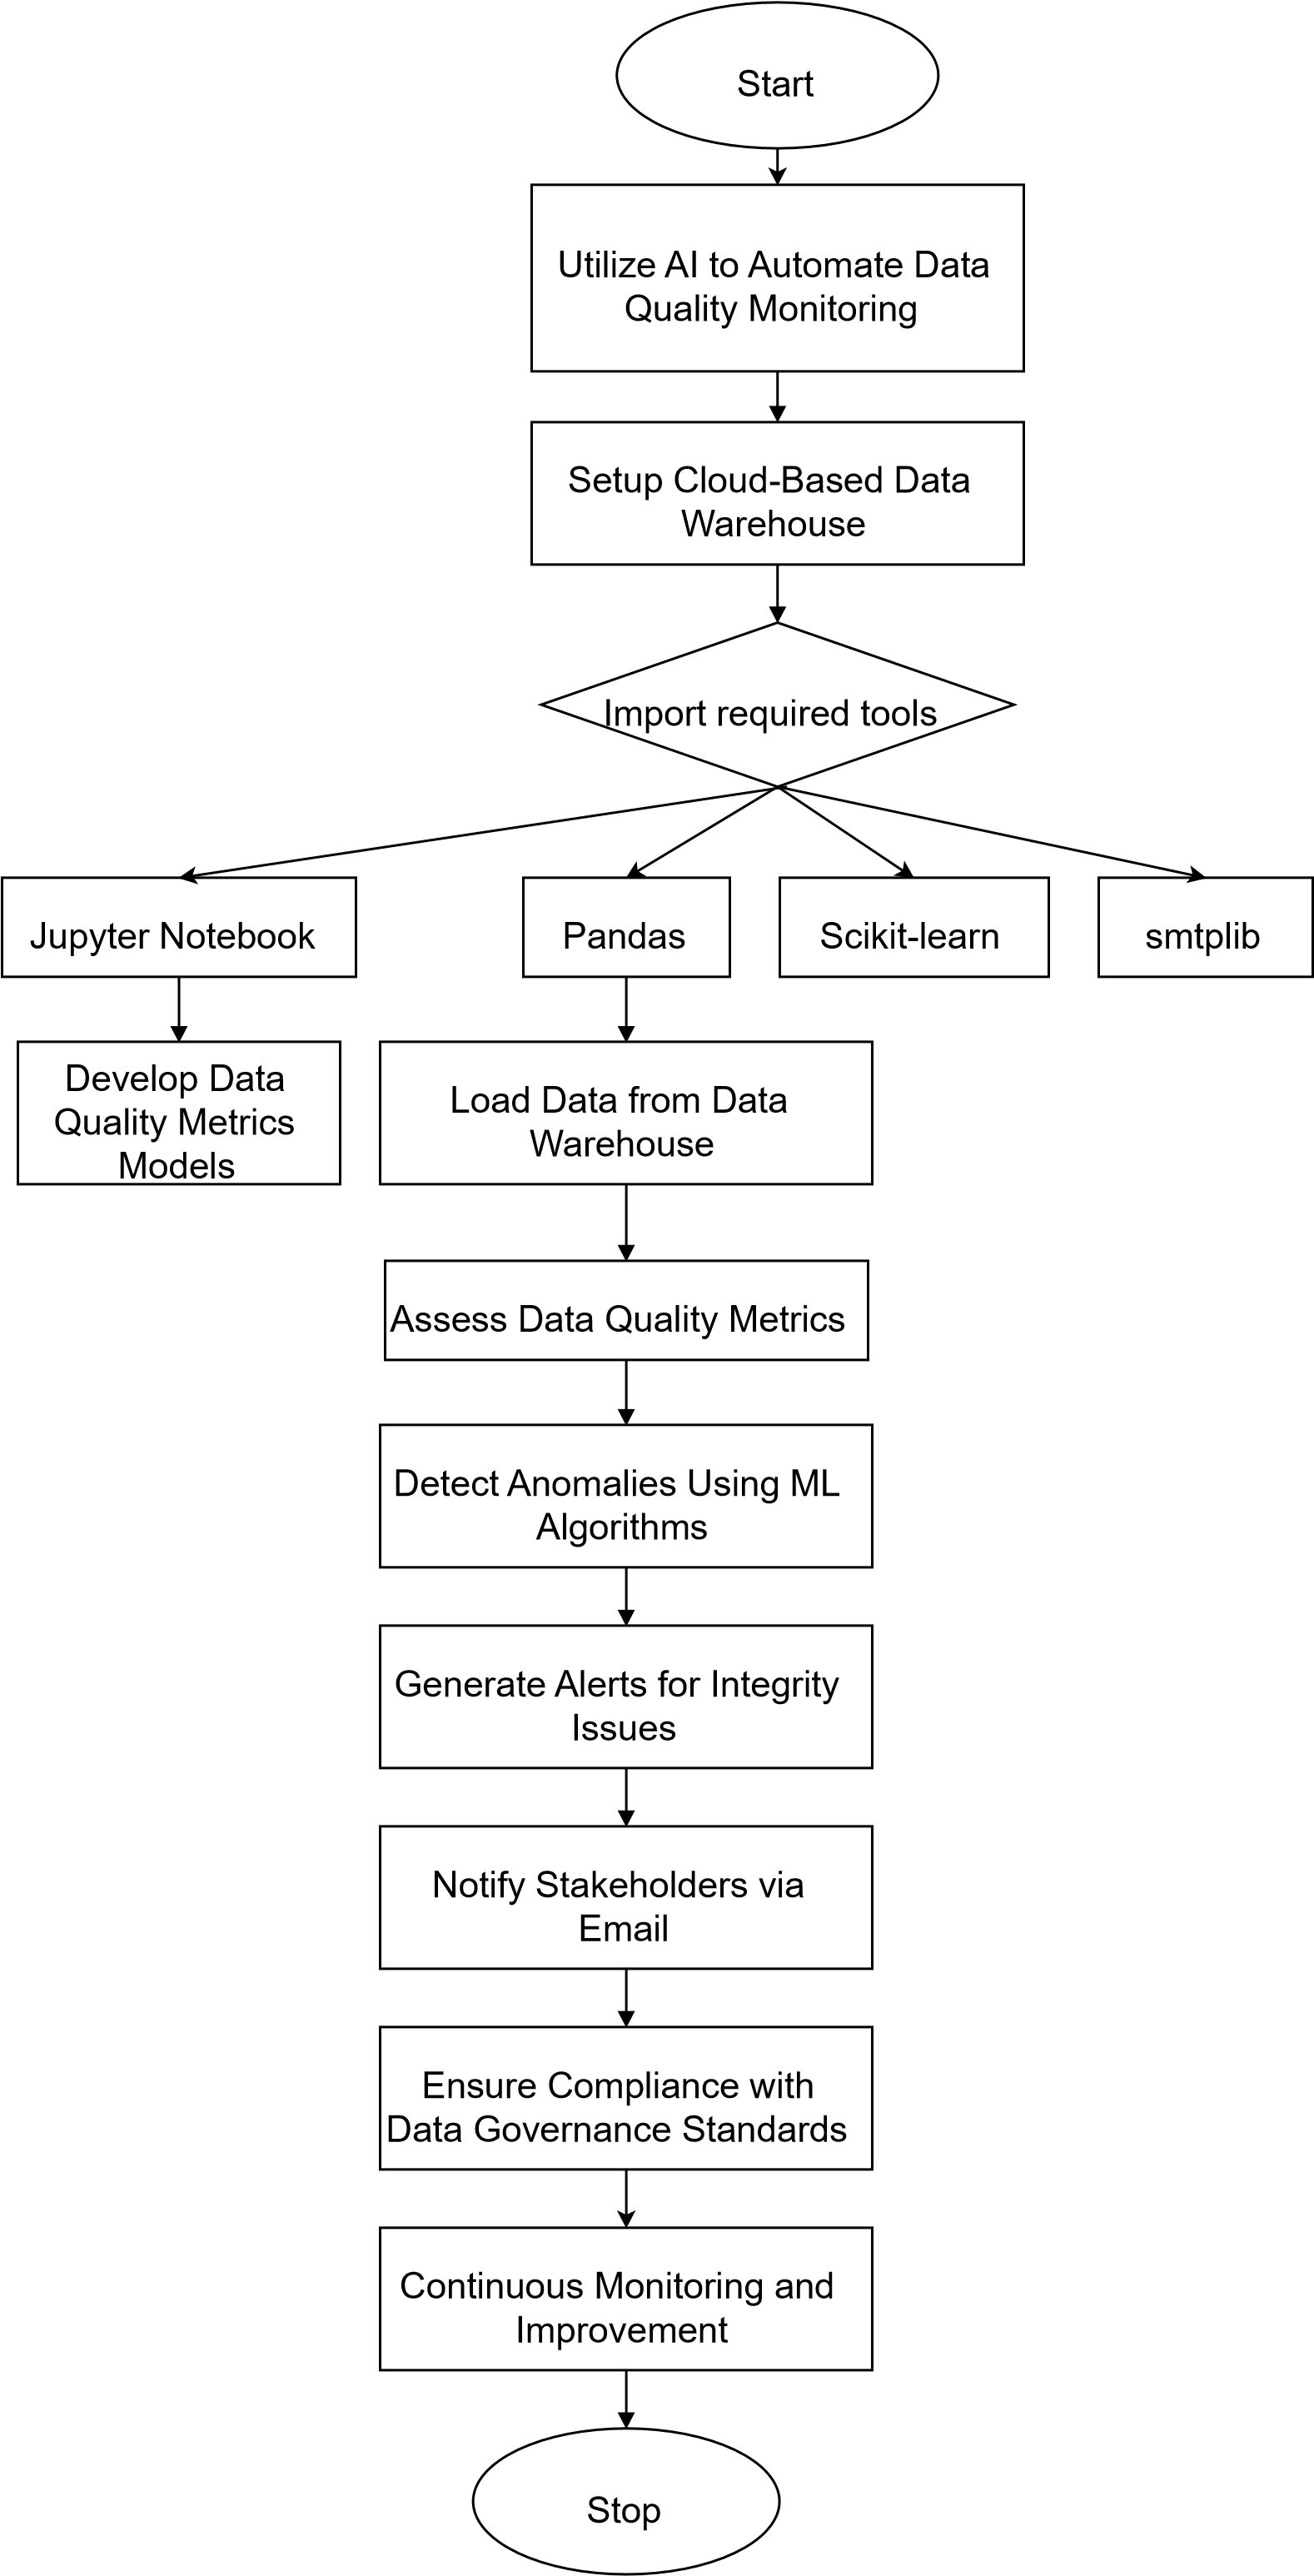 Start
Utilize AI to Automate Data
Quality Monitoring
Setup Cloud-Based Data
Warehouse
Import required tools
Jupyter Notebook
Pandas
Scikit-learn
smtplib
Develop Data
Quality Metrics
Models
Load Data from Data
Warehouse
Assess Data Quality Metrics
Detect Anomalies Using ML
Algorithms
Generate Alerts for Integrity
Issues
Notify Stakeholders via
Email
Ensure Compliance with
Data Governance Standards
Continuous Monitoring and
Improvement
Stop